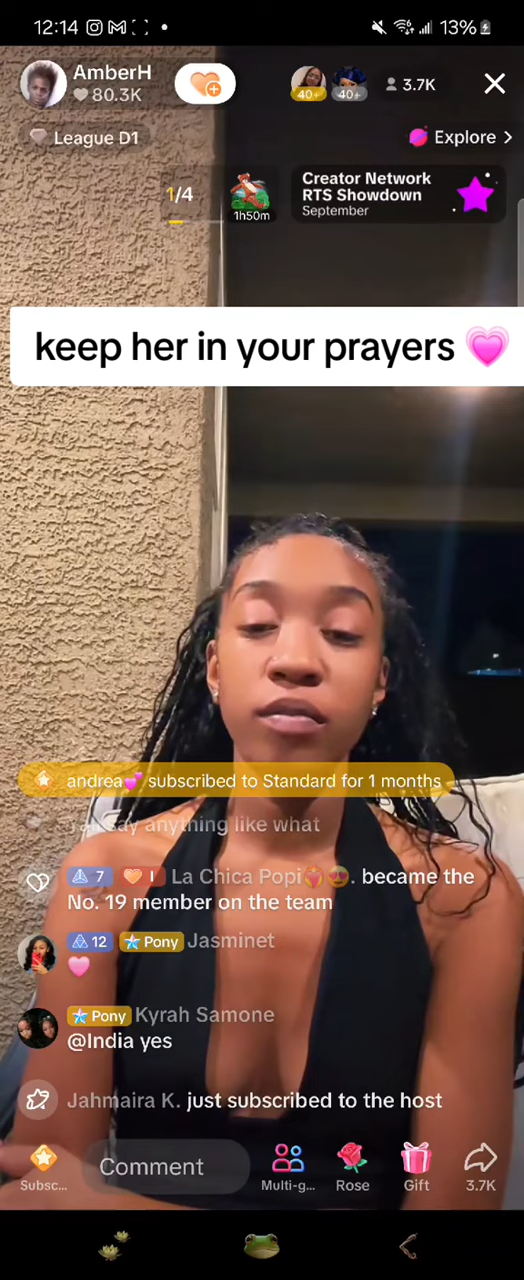 12:14
13%
AmberH
80.3K
40+
40+
3.7K
League D1
Explore >
1/4
1h50m
Creator Network
RTS Showdown
September
keep her in your prayers 💗
andrea💕 subscribed to Standard for 1 months
say anything like what
7 🧡 I La Chica Popi❤️‍🔥😍. became the
No. 19 member on the team
12 Pony Jasminet
💗
Pony Kyrah Samone
@India yes
Jahmaira K. just subscribed to the host
Subsc...
Comment
Multi-g...
Rose
Gift
3.7K